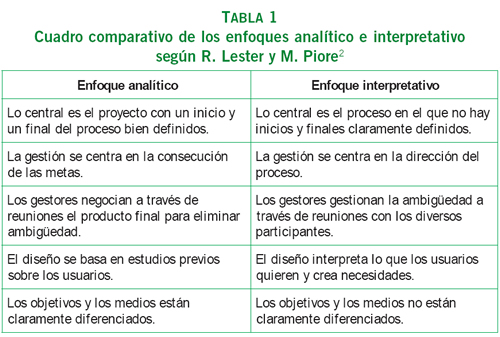 TABLA 1
Cuadro comparativo de los enfoques analítico e interpretativo
según R. Lester y M. Piore2
Enfoque analítico
Enfoque interpretativo
Lo central es el proyecto con un inicio y
un final del proceso bien definidos.
Lo central es el proceso en el que no hay
inicios y finales claramente definidos.
La gestión se centra en la consecución
de las metas.
La gestión se centra en la dirección del
proceso.
Los gestores negocian a través de
reuniones el producto final para eliminar
ambigüedad.
Los gestores gestionan la ambigüedad a
través de reuniones con los diversos
participantes.
El diseño se basa en estudios previos
sobre los usuarios.
El diseño interpreta lo que los usuarios
quieren y crea necesidades.
Los objetivos y los medios están
claramente diferenciados.
Los objetivos y los medios no están
claramente diferenciados.